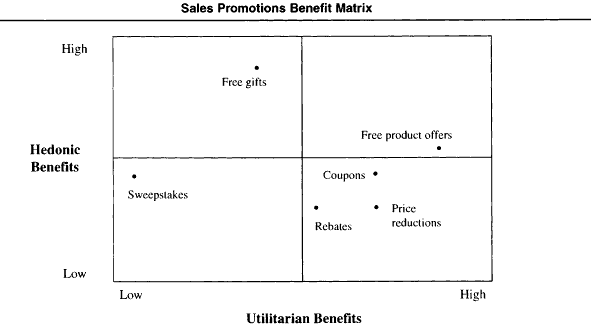 Sales Promotions Benefit Matrix
High
Free gifts
Free product offers
Hedonic
Benefits
Coupons
Sweepstakes
Price
reductions
Rebates
Low
Low
High
Utilitarian Benefits